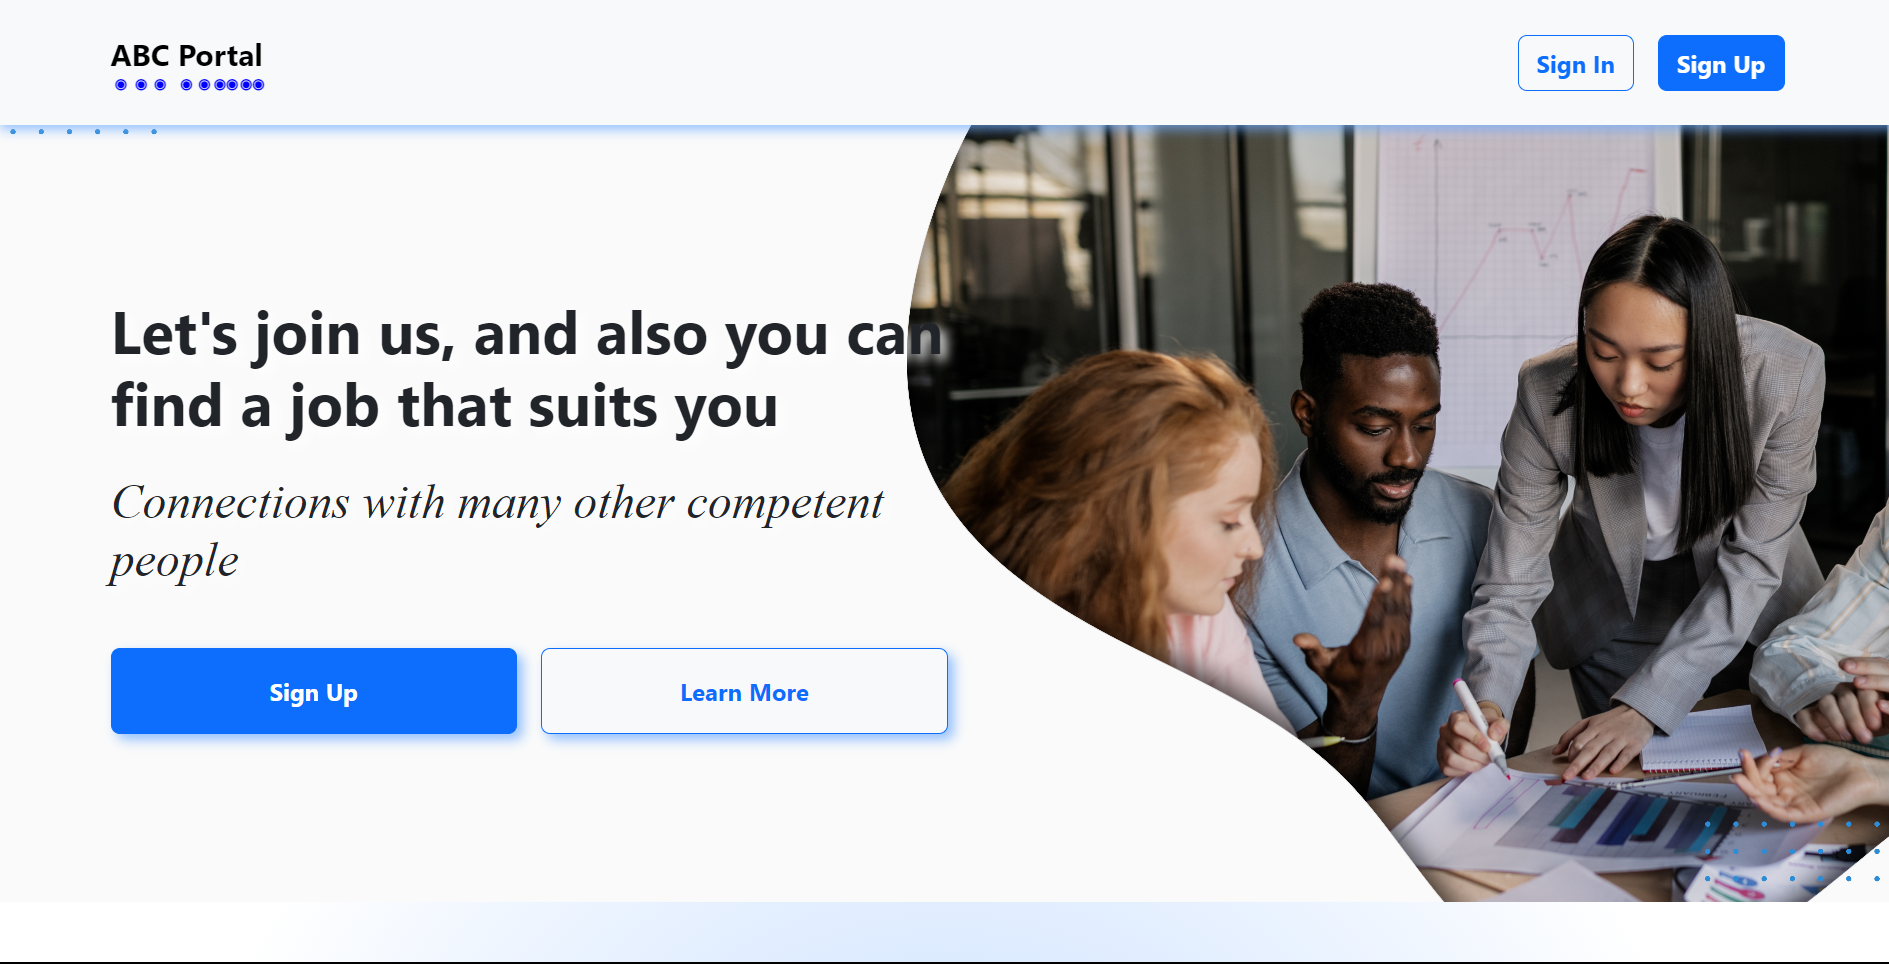 ABC Portal
Sign In
Sign Up
Let's join us, and also you can
find a job that suits you
Connections with many other competent
people
Sign Up
Learn More